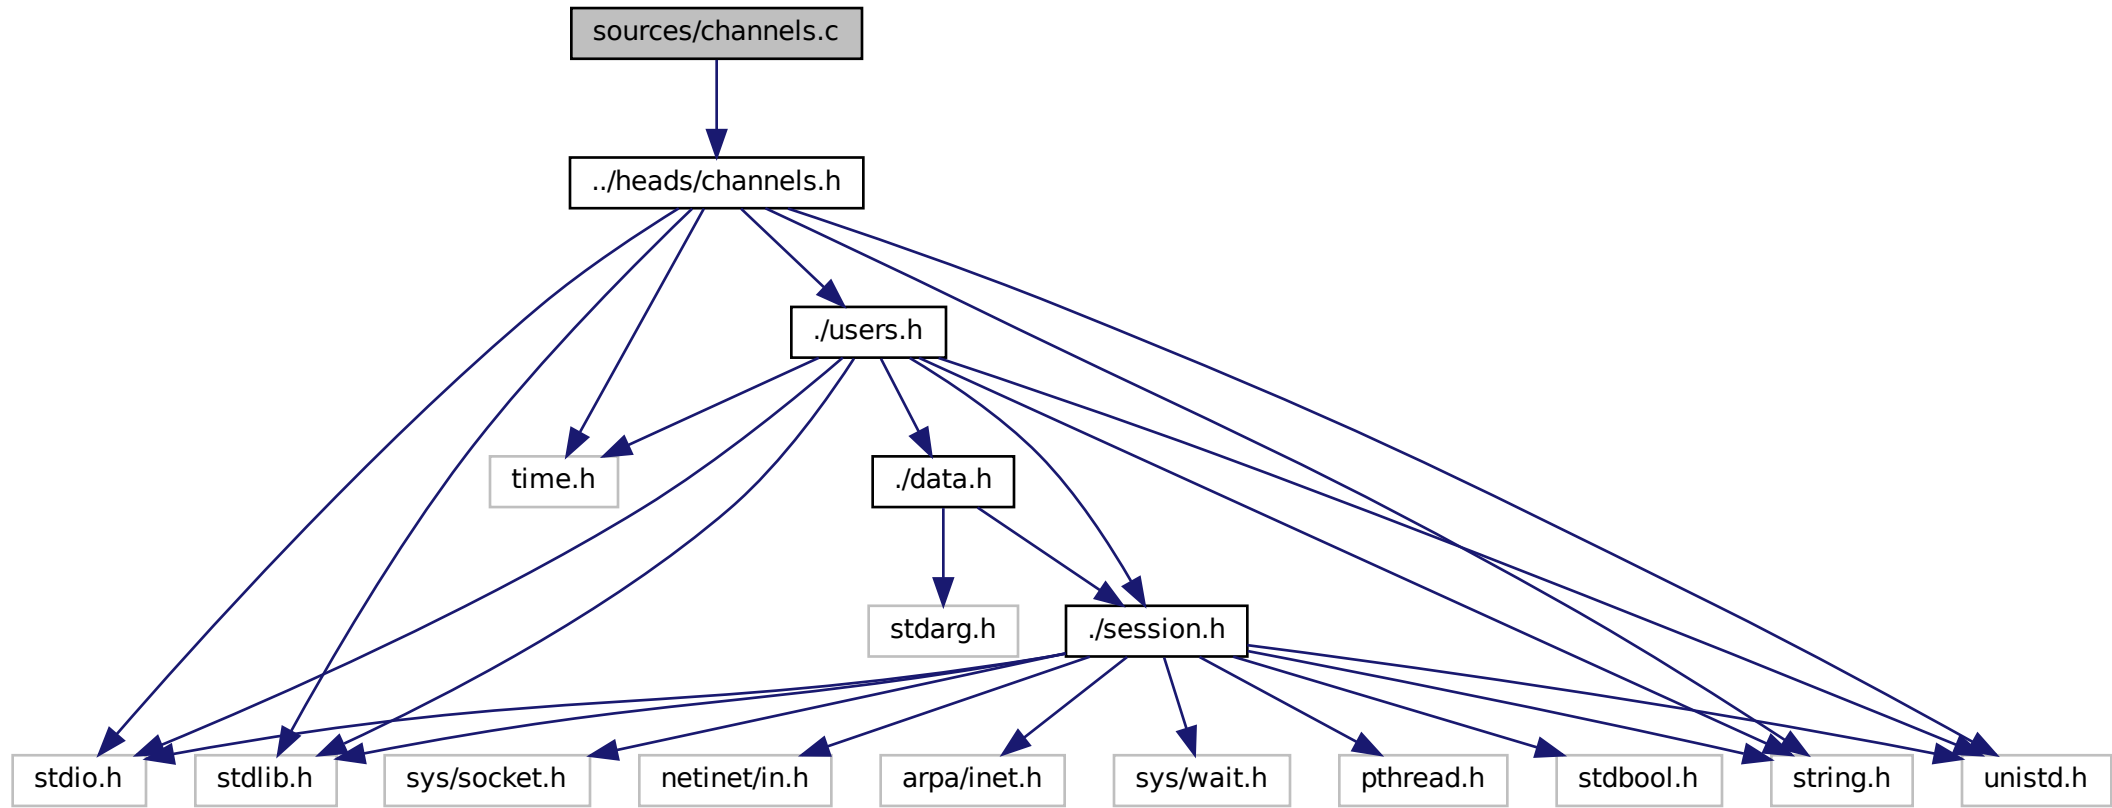 sources/channels.c
../heads/channels.h
./users.h
time.h
./data.h
stdarg.h
./session.h
stdio.h
stdlib.h
sys/socket.h
netinet/in.h
arpa/inet.h
sys/wait.h
pthread.h
stdbool.h
string.h
unistd.h